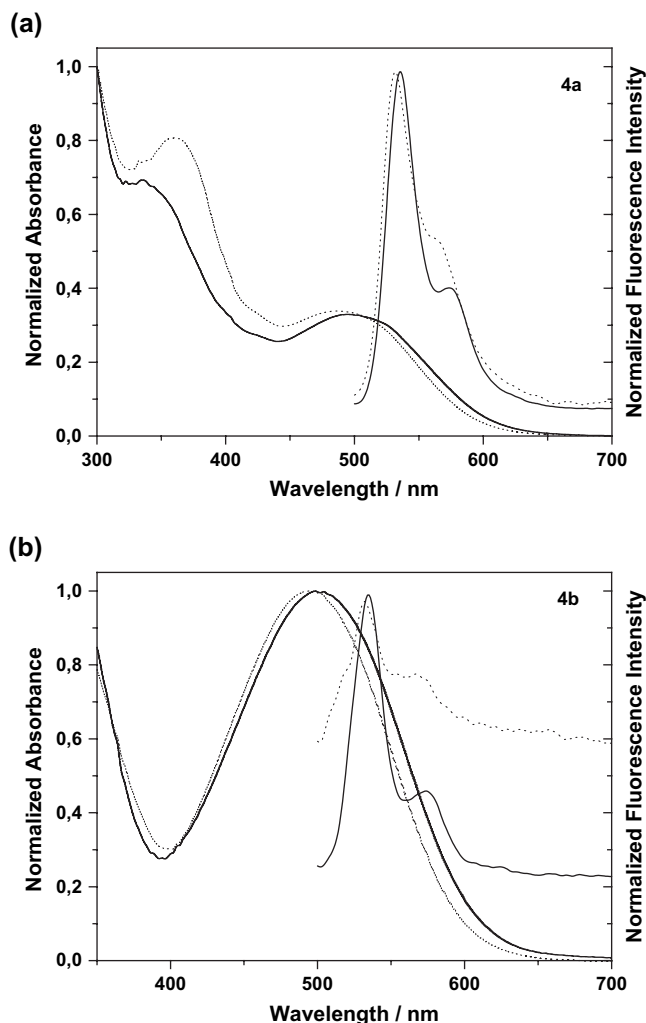 (a)
1,0
0,8
0,6
0,4
0,2
0,0
Normalized Absorbance
4a
Normalized Fluorescence Intensity
300 400 500 600 700
Wavelength / nm
(b)
1,0
0,8
0,6
0,4
0,2
0,0
Normalized Absorbance
4b
Normalized Fluorescence Intensity
400 500 600 700
Wavelength / nm